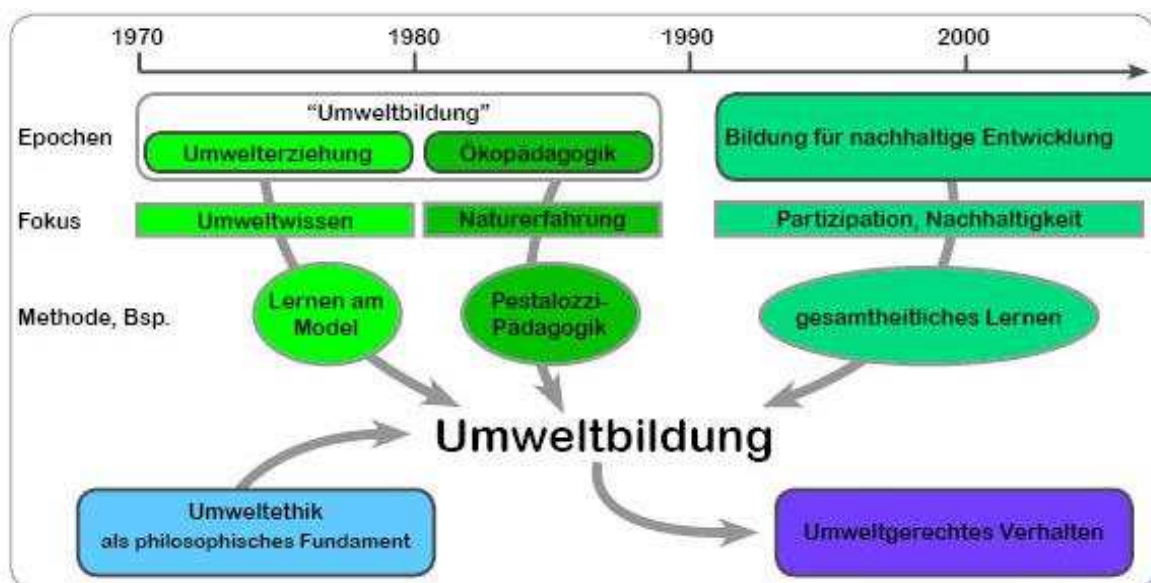 1970 1980 1990 2000
Epochen
“Umweltbildung”
Umwelterziehung
Ökopädagogik
Bildung für nachhaltige Entwicklung
Fokus
Umweltwissen
Naturerfahrung
Partizipation, Nachhaltigkeit
Methode, Bsp.
Lernen am
Model
Pestalozzi-
Pädagogik
gesamtheitliches Lernen
Umweltbildung
Umweltethik
als philosophisches Fundament
Umweltgerechtes Verhalten